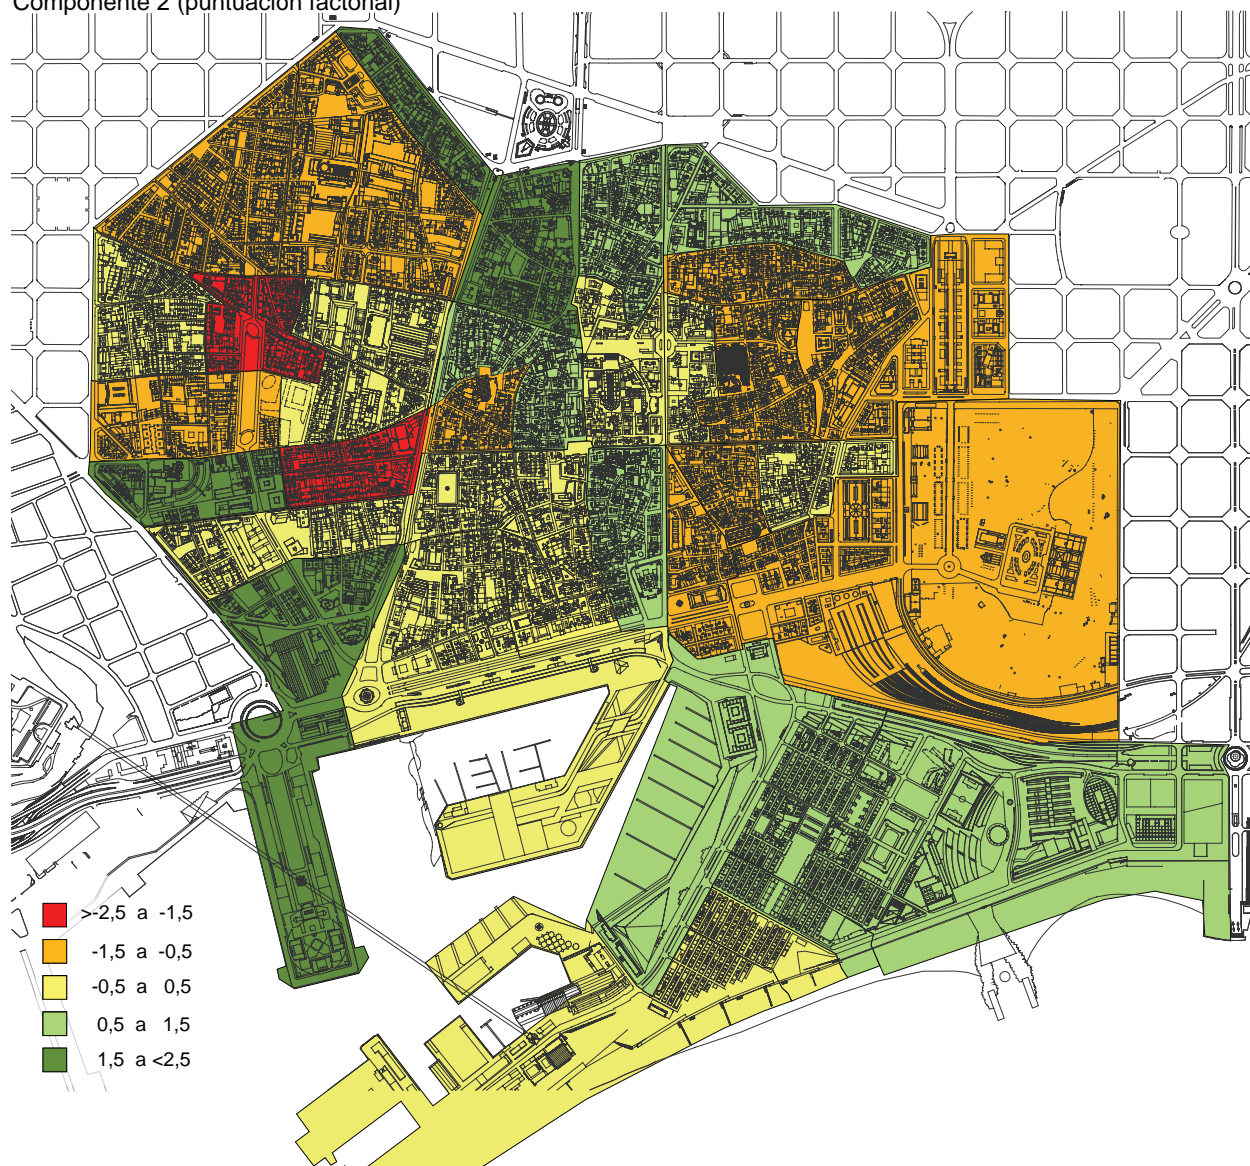 Componente 2 (puntuación factorial)
>-2,5 a -1,5
-1,5 a -0,5
-0,5 a 0,5
0,5 a 1,5
1,5 a <2,5